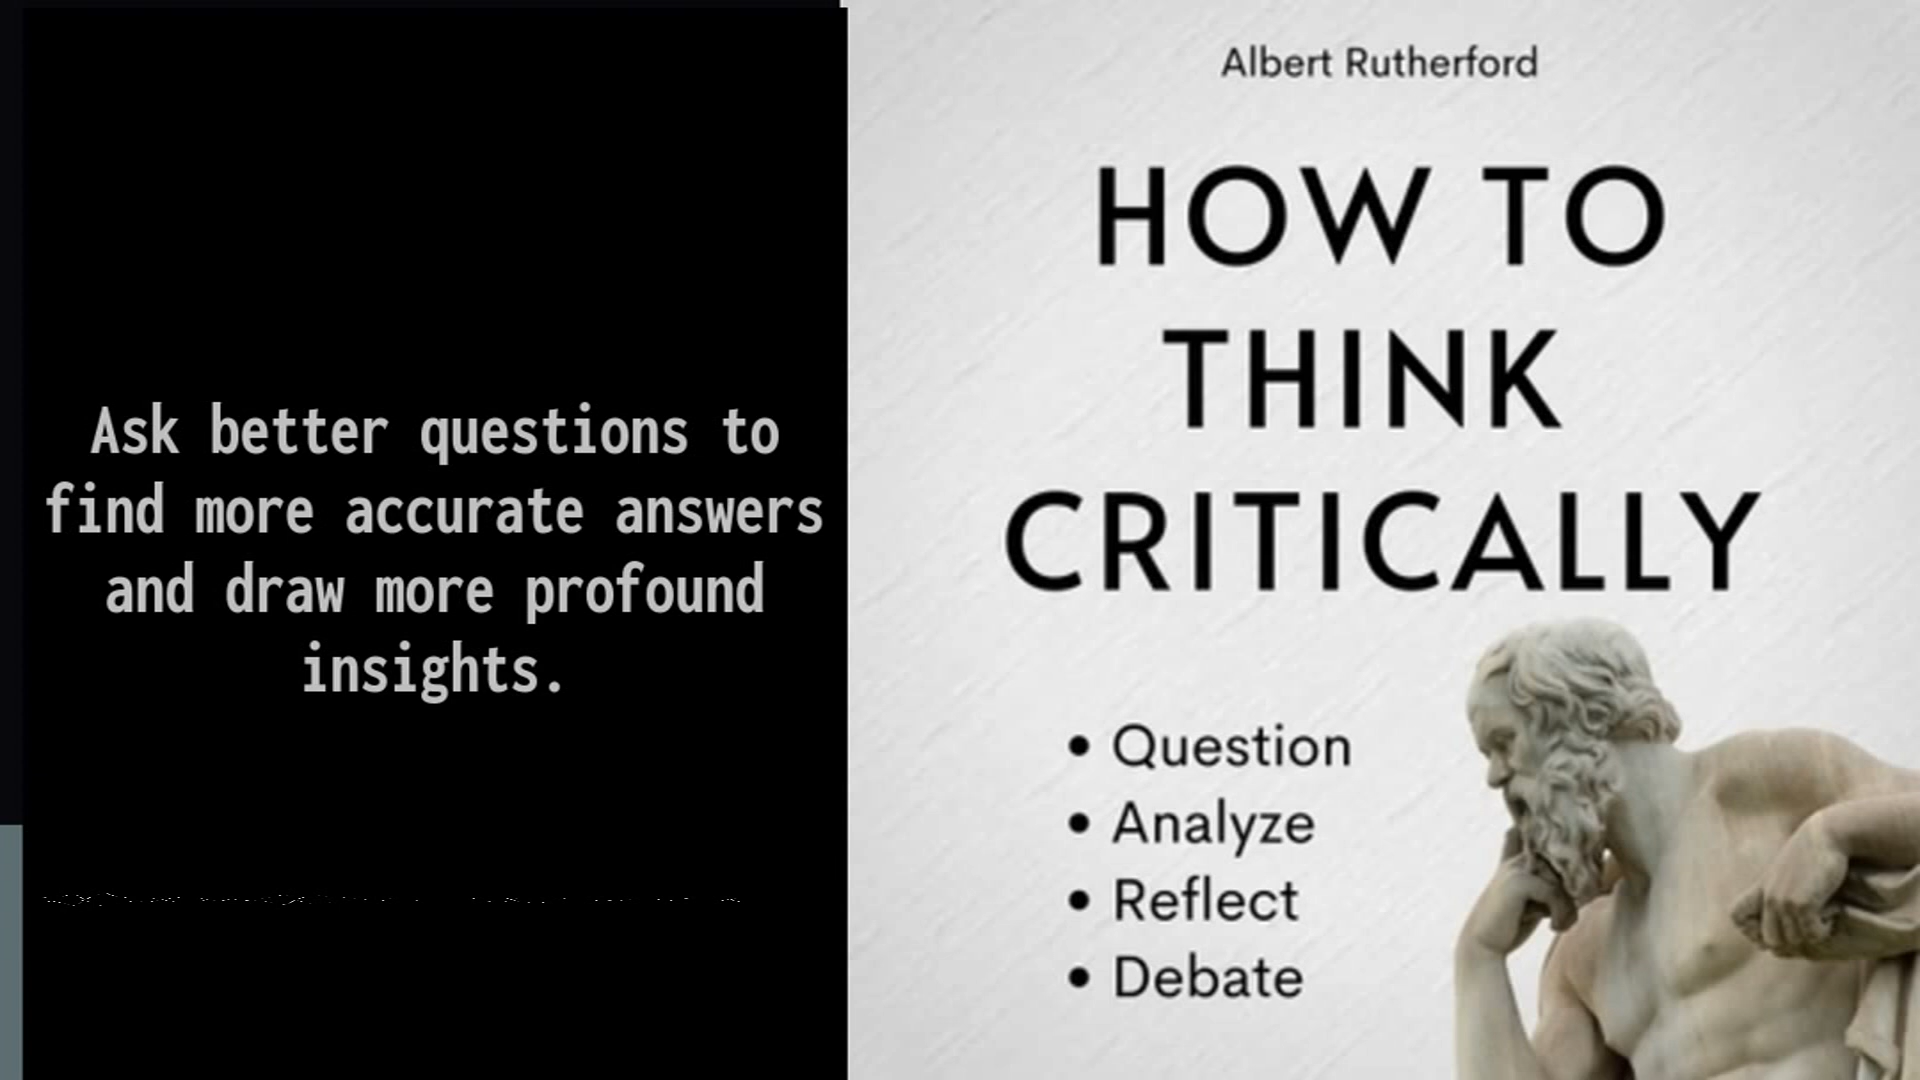 Ask better questions to
find more accurate answers
and draw more profound
insights.
Albert Rutherford
HOW TO
THINK
CRITICALLY
• Question
• Analyze
• Reflect
• Debate